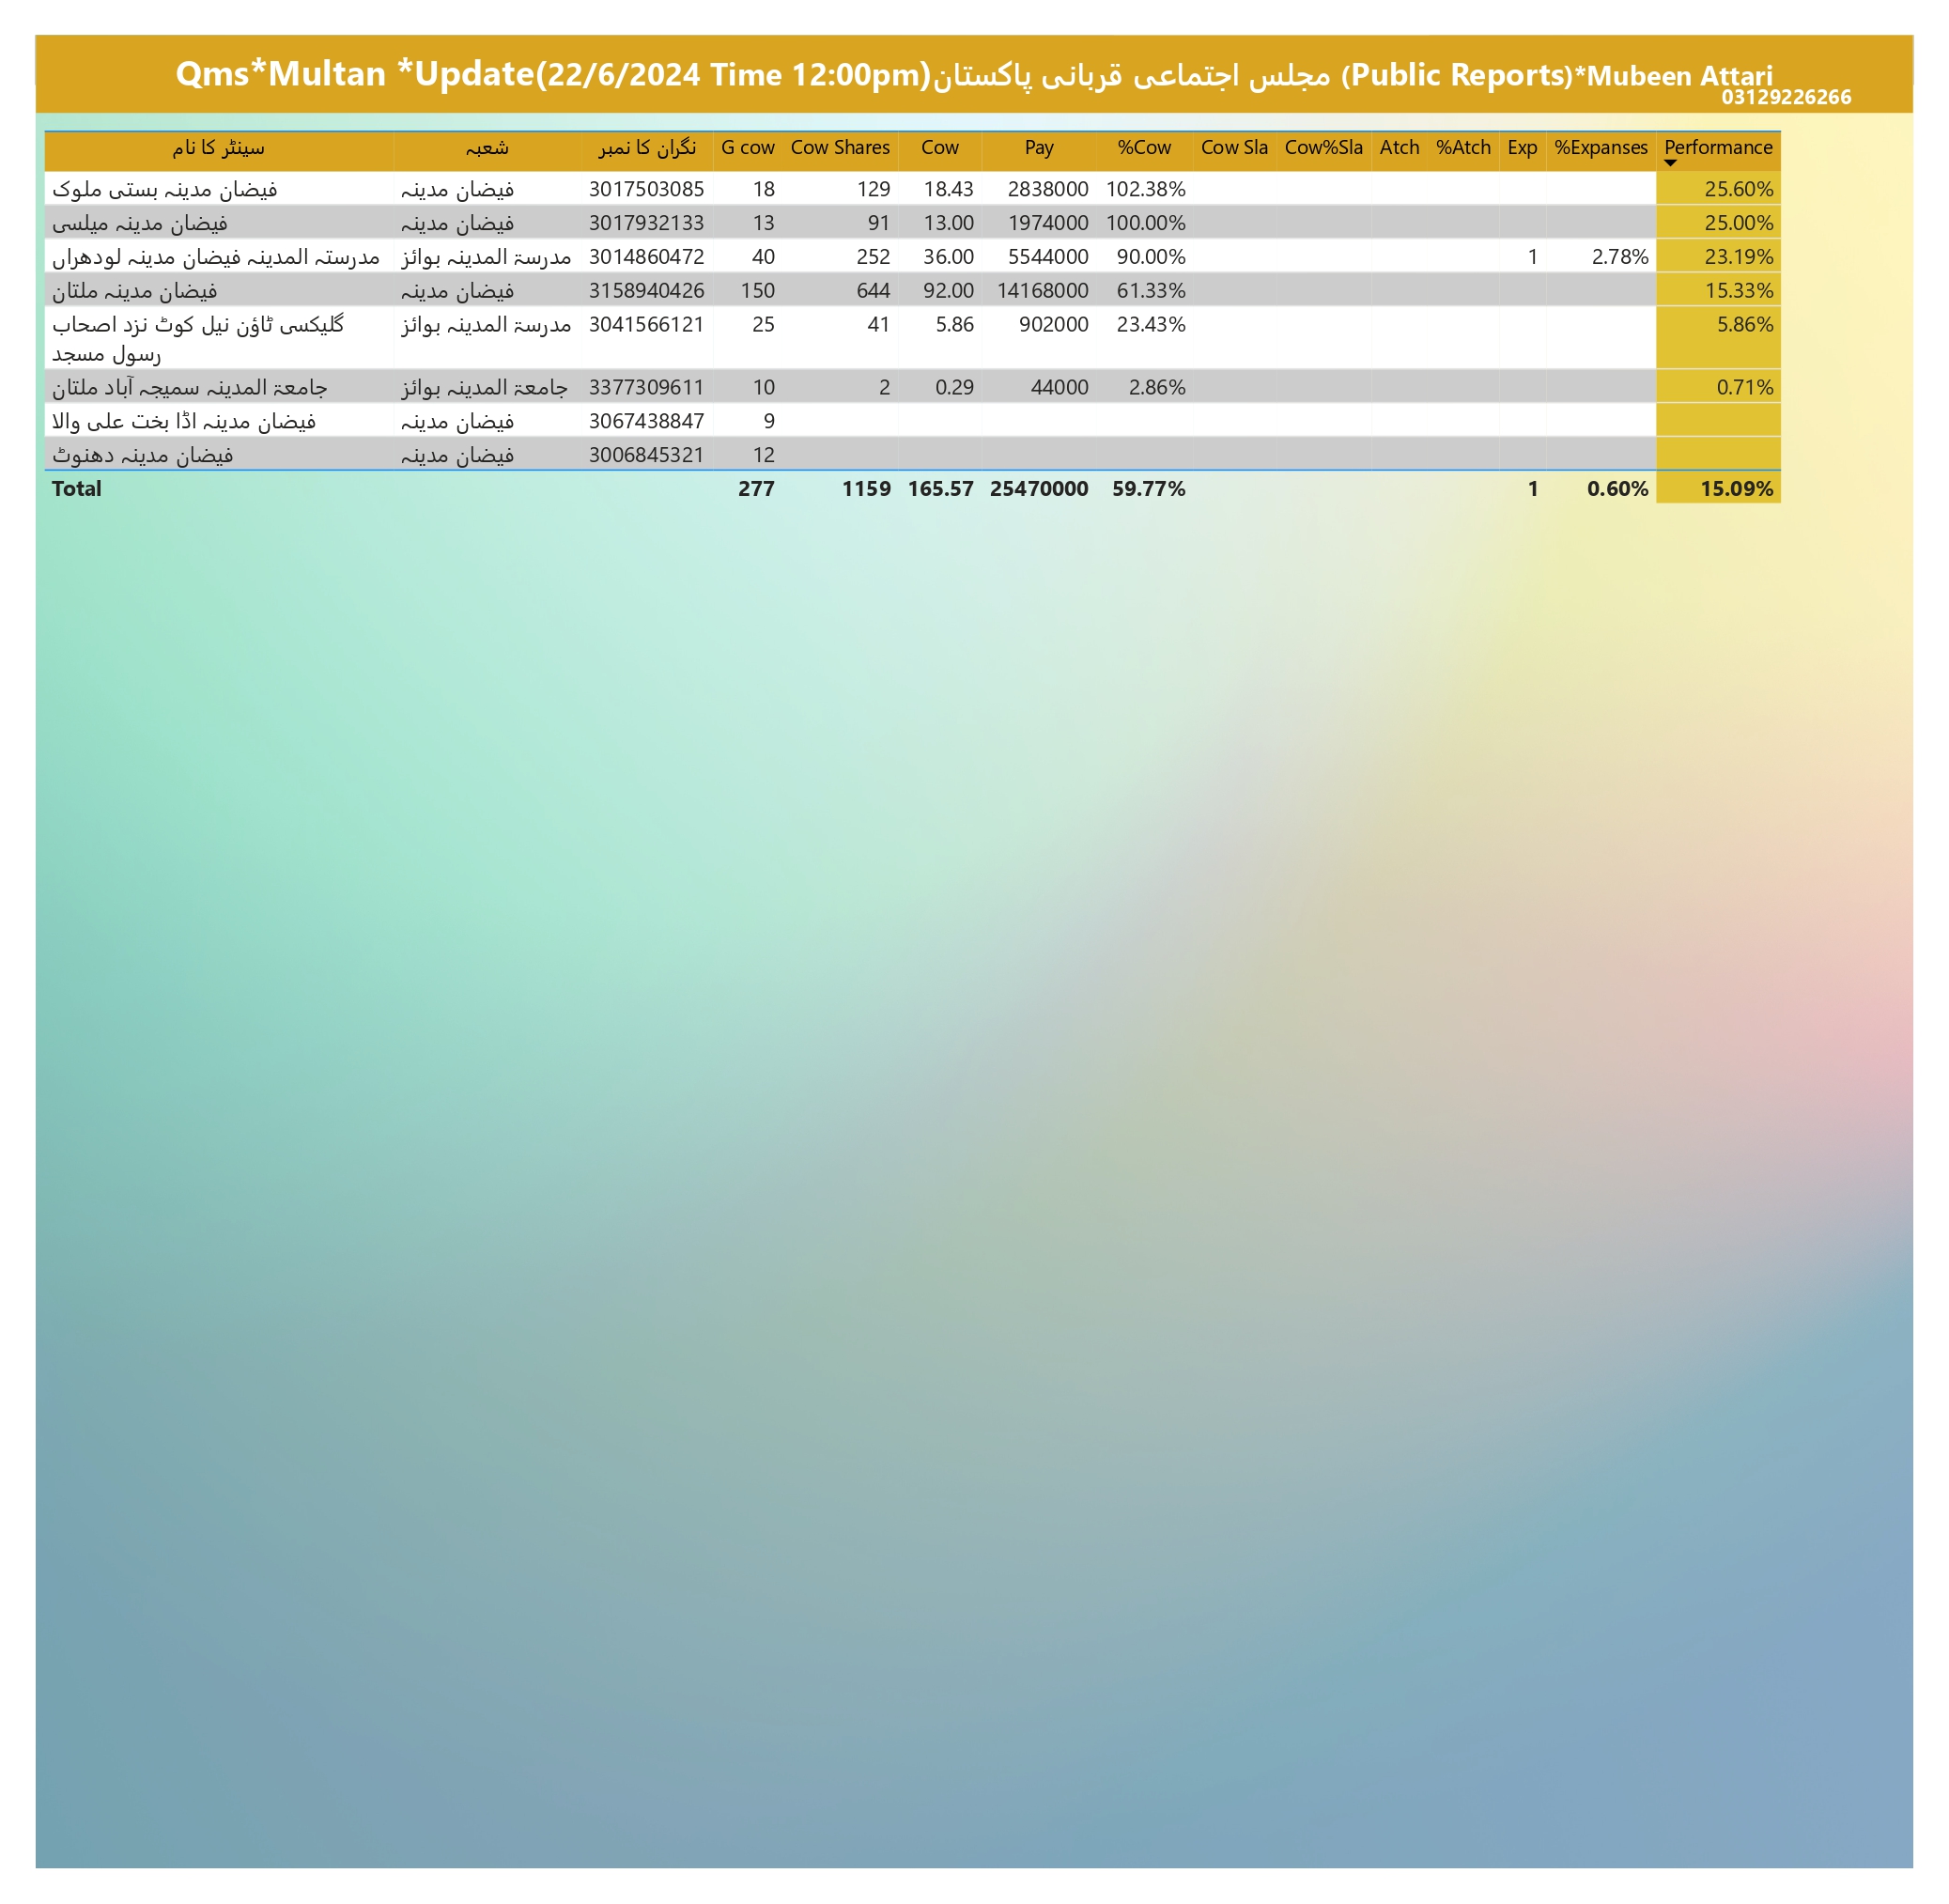 Qms*Multan *Update(22/6/2024 Time 12:00pm)مجلس اجتماعی قربانی پاکستان (Public Reports)*Mubeen Attari
03129226266
سینٹر کا نام شعبہ نگران کا نمبر G cow Cow Shares Cow Pay %Cow Cow Sla Cow%Sla Atch %Atch Exp %Expanses Performance
فیضان مدینہ بستی ملوک فیضان مدینہ 3017503085 18 129 18.43 2838000 102.38% 25.60%
فیضان مدینہ میلسی فیضان مدینہ 3017932133 13 91 13.00 1974000 100.00% 25.00%
مدرستہ المدینہ فیضان مدینہ لودھراں مدرسۃ المدینہ بوائز 3014860472 40 252 36.00 5544000 90.00% 1 2.78% 23.19%
فیضان مدینہ ملتان فیضان مدینہ 3158940426 150 644 92.00 14168000 61.33% 15.33%
گلیکسی ٹاؤن نیل کوٹ نزد اصحاب مدرسۃ المدینہ بوائز 3041566121 25 41 5.86 902000 23.43% 5.86%
رسول مسجد
جامعۃ المدینہ سمیجہ آباد ملتان جامعۃ المدینہ بوائز 3377309611 10 2 0.29 44000 2.86% 0.71%
فیضان مدینہ اڈا بخت علی والا فیضان مدینہ 3067438847 9
فیضان مدینہ دھنوٹ فیضان مدینہ 3006845321 12
Total 277 1159 165.57 25470000 59.77% 1 0.60% 15.09%